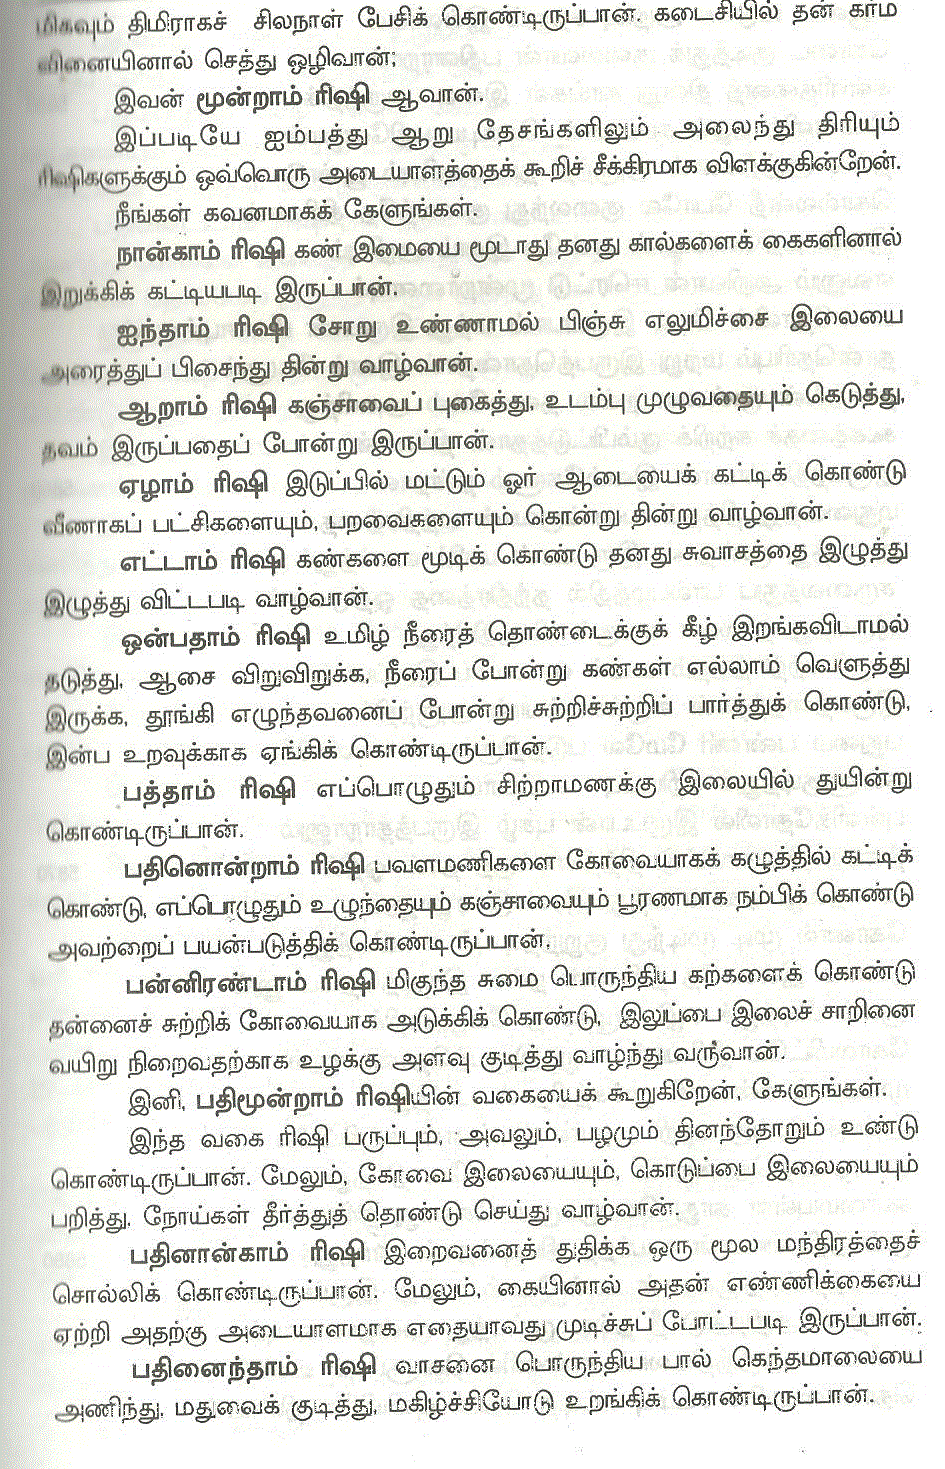 மிகவும் திமிராகச் சிலநாள் பேசிக் கொண்டிருப்பான். கடைசியில் தன் கர்ம
வினையினால் செத்து ஒழிவான்;
இவன் மூன்றாம் ரிஷி ஆவான்.
இப்படியே ஐம்பத்து ஆறு தேசங்களிலும் அலைந்து திரியும்
ரிஷிகளுக்கும் ஒவ்வொரு அடையாளத்தைக் கூறிச் சீக்கிரமாக விளக்குகின்றேன்.
நீங்கள் கவனமாகக் கேளுங்கள்.
நான்காம் ரிஷி கண் இமையை மூடாது தனது கால்களைக் கைகளினால்
இறுக்கிக் கட்டியபடி இருப்பான்.
ஐந்தாம் ரிஷி சோறு உண்ணாமல் பிஞ்சு எலுமிச்சை இலையை
அரைத்துப் பிசைந்து தின்று வாழ்வான்.
ஆறாம் ரிஷி கஞ்சாவைப் புகைத்து, உடம்பு முழுவதையும் கெடுத்து,
தவம் இருப்பதைப் போன்று இருப்பான்.
ஏழாம் ரிஷி இடுப்பில் மட்டும் ஓர் ஆடையைக் கட்டிக் கொண்டு
வீணாகப் பட்சிகளையும், பறவைகளையும் கொன்று தின்று வாழ்வான்.
எட்டாம் ரிஷி கண்களை மூடிக் கொண்டு தனது சுவாசத்தை இழுத்து
இழுத்து விட்டபடி வாழ்வான்.
ஒன்பதாம் ரிஷி உமிழ் நீரைத் தொண்டைக்குக் கீழ் இறங்கவிடாமல்
தடுத்து, ஆசை விறுவிறுக்க, நீரைப் போன்று கண்கள் எல்லாம் வெளுத்து
இருக்க, தூங்கி எழுந்தவனைப் போன்று சுற்றிச்சுற்றிப் பார்த்துக் கொண்டு,
இன்ப உறவுக்காக ஏங்கிக் கொண்டிருப்பான்.
பத்தாம் ரிஷி எப்பொழுதும் சிற்றாமணக்கு இலையில் துயின்று
கொண்டிருப்பான்.
பதினொன்றாம் ரிஷி பவளமணிகளை கோவையாகக் கழுத்தில் கட்டிக்
கொண்டு, எப்பொழுதும் உழுந்தையும் கஞ்சாவையும் பூரணமாக நம்பிக் கொண்டு
அவற்றைப் பயன்படுத்திக் கொண்டிருப்பான்.
பன்னிரண்டாம் ரிஷி மிகுந்த சுமை பொருந்திய கற்களைக் கொண்டு
தன்னைச் சுற்றிக் கோவையாக அடுக்கிக் கொண்டு, இலுப்பை இலைச் சாறினை
வயிறு நிறைவதற்காக உழக்கு அளவு குடித்து வாழ்ந்து வருவான்.
இனி, பதிமூன்றாம் ரிஷியின் வகையைக் கூறுகிறேன், கேளுங்கள்.
இந்த வகை ரிஷி பருப்பும், அவலும், பழமும் தினந்தோறும் உண்டு
கொண்டிருப்பான். மேலும், கோவை இலையையும், கொடுப்பை இலையையும்
பறித்து, நோய்கள் தீர்த்துத் தொண்டு செய்து வாழ்வான்.
பதினான்காம் ரிஷி இறைவனைத் துதிக்க ஒரு மூல மந்திரத்தைச்
சொல்லிக் கொண்டிருப்பான். மேலும், கையினால் அதன் எண்ணிக்கையை
ஏற்றி அதற்கு அடையாளமாக எதையாவது முடிச்சுப் போட்டபடி இருப்பான்.
பதினைந்தாம் ரிஷி வாசனை பொருந்திய பால் கெந்தமாலையை
அணிந்து, மதுவைக் குடித்து, மகிழ்ச்சியோடு உறங்கிக் கொண்டிருப்பான்.